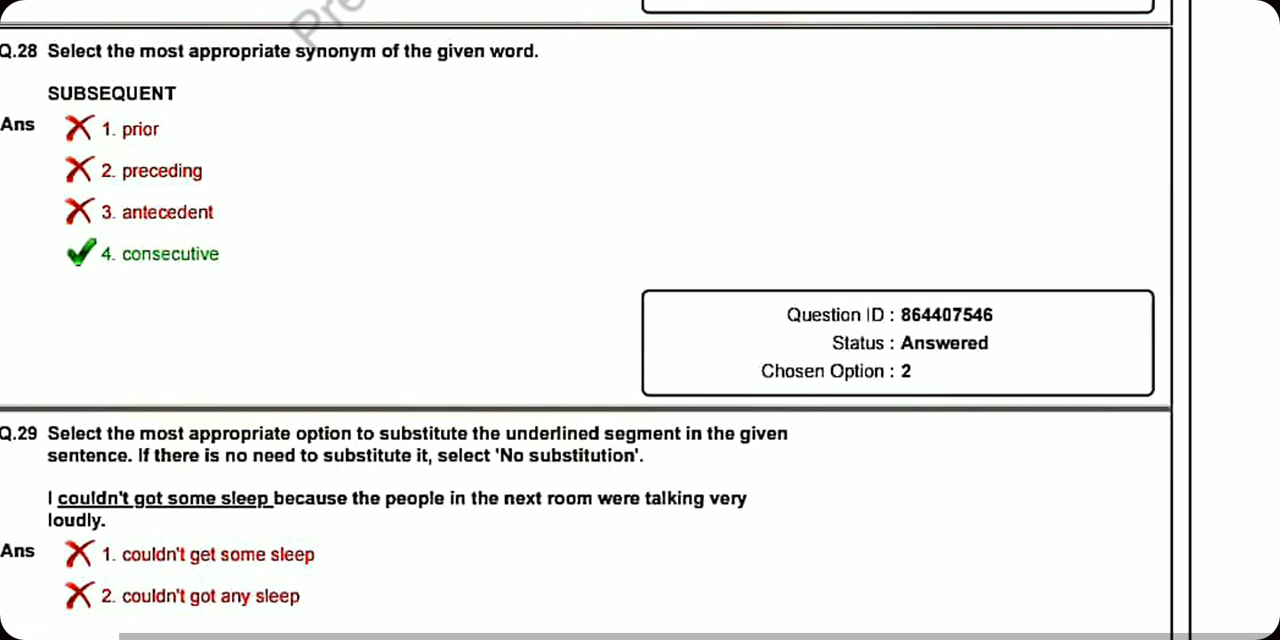 Pre
Q.28 Select the most appropriate synonym of the given word.
SUBSEQUENT
Ans 1. prior
2. preceding
3. antecedent
4. consecutive
Question ID : 864407546
Status : Answered
Chosen Option : 2
Q.29 Select the most appropriate option to substitute the underlined segment in the given
sentence. If there is no need to substitute it, select 'No substitution'.
I couldn't got some sleep because the people in the next room were talking very
loudly.
Ans 1. couldn't get some sleep
2. couldn't got any sleep